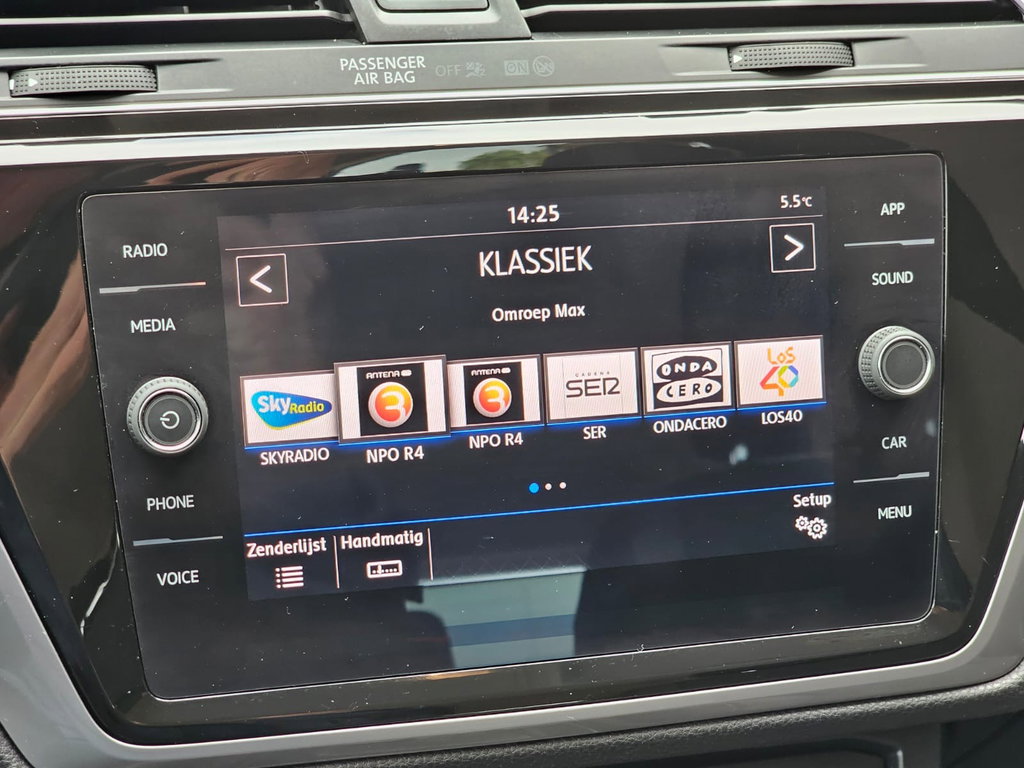 PASSENGER
AIR BAG
OFF
ON
14:25
5.5°C
RADIO
APP
<
KLASSIEK
>
SOUND
MEDIA
Omroep Max
Sky Radio
ANTENA
3
ANTENA
3
CADENA
SER
ONDA
CERO
LOS
40
SKYRADIO
NPO R4
NPO R4
SER
ONDACERO
LOS40
CAR
PHONE
Setup
MENU
Zenderlijst
Handmatig
VOICE